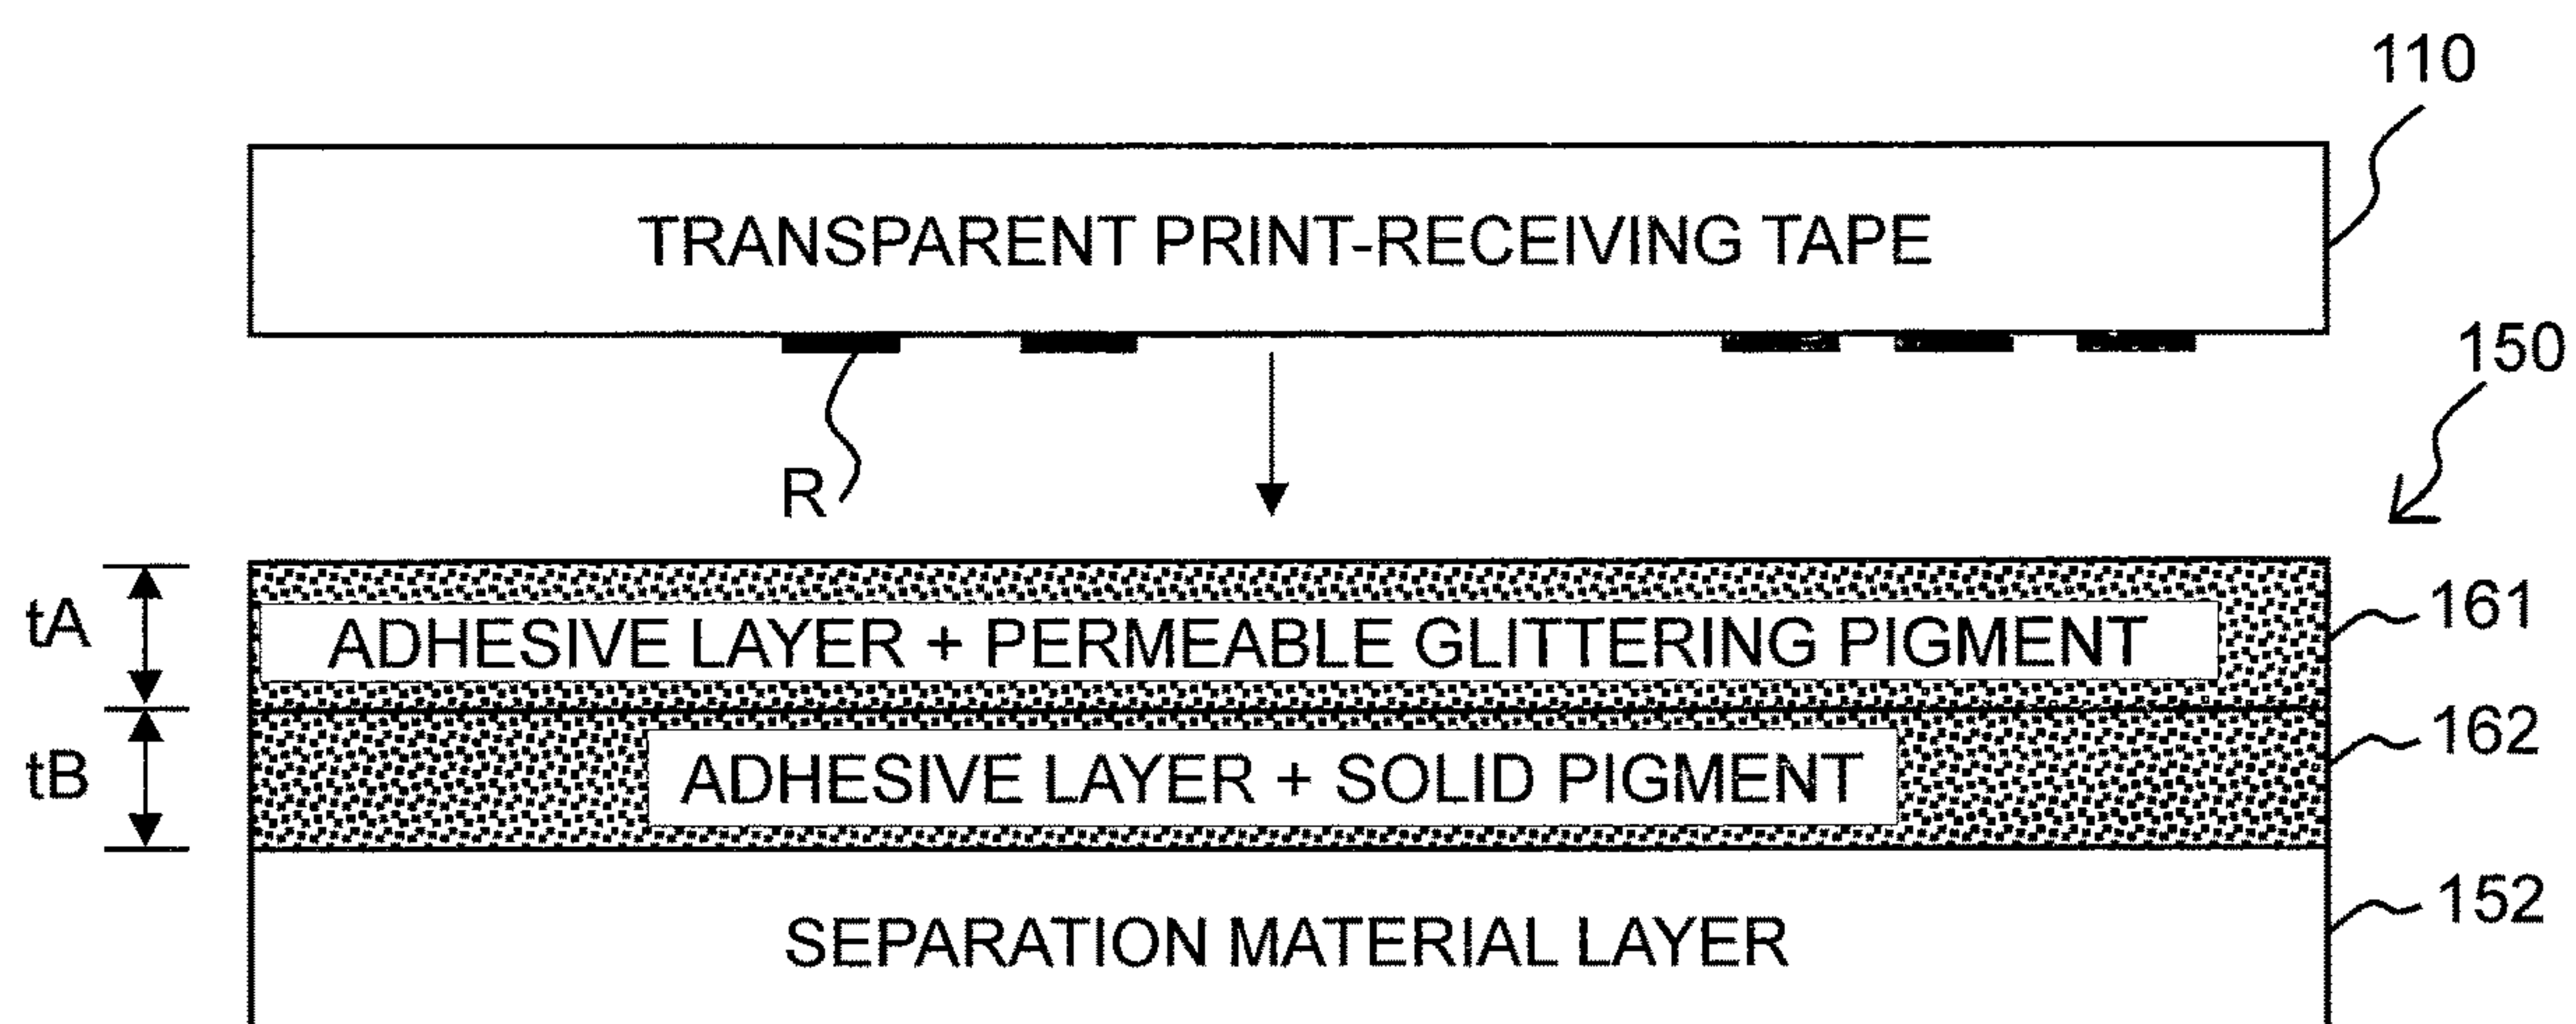 110
TRANSPARENT PRINT-RECEIVING TAPE
150
R
161
tA
ADHESIVE LAYER + PERMEABLE GLITTERING PIGMENT
162
tB
ADHESIVE LAYER + SOLID PIGMENT
152
SEPARATION MATERIAL LAYER